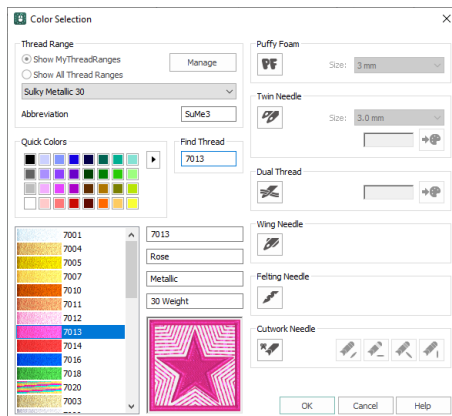 Color Selection
Thread Range
Show MyThreadRanges
Show All Thread Ranges
Manage
Sulky Metallic 30
Abbreviation
SuMe3
Quick Colors
Find Thread
7013
7001
7004
7005
7007
7010
7011
7012
7013
7014
7016
7018
7020
7003
7013
Rose
Metallic
30 Weight
Puffy Foam
PF
Size:
3 mm
Twin Needle
Size:
3.0 mm
Dual Thread
Wing Needle
Felting Needle
Cutwork Needle
OK
Cancel
Help